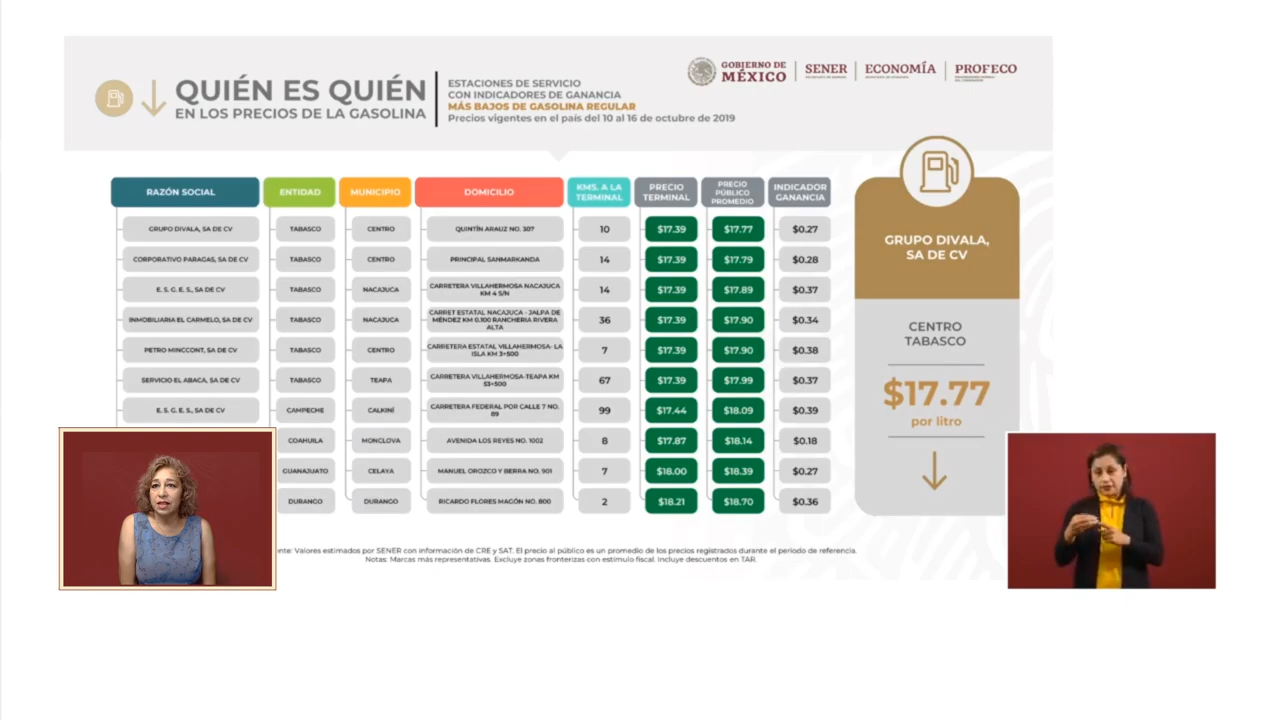 GOBIERNO DE
MÉXICO
SENER
ECONOMÍA
PROFECO
QUIÉN ES QUIÉN
EN LOS PRECIOS DE LA GASOLINA
ESTACIONES DE SERVICIO
CON INDICADORES DE GANANCIA
MÁS BAJOS DE GASOLINA REGULAR
Precios vigentes en el país del 10 al 16 de octubre de 2019
RAZÓN SOCIAL ENTIDAD MUNICIPIO DOMICILIO KMS. A LA TERMINAL PRECIO TERMINAL PRECIO PÚBLICO PROMEDIO INDICADOR GANANCIA
GRUPO DIVALA, SA DE CV TABASCO CENTRO QUINTÍN ARAUZ NO. 307 10 $17.39 $17.77 $0.27
CORPORATIVO PARAGAS, SA DE CV TABASCO CENTRO PRINCIPAL SANMARKANDA 14 $17.39 $17.79 $0.28
E. S. G. E. S., SA DE CV TABASCO NACAJUCA CARRETERA VILLAHERMOSA NACAJUCA KM 4 S/N 14 $17.39 $17.89 $0.37
INMOBILIARIA EL CARMELO, SA DE CV TABASCO NACAJUCA CARRET ESTATAL NACAJUCA - JALPA DE MÉNDEZ KM 0.100 RANCHERIA RIVERA ALTA 36 $17.39 $17.90 $0.34
PETRO MINCCONT, SA DE CV TABASCO CENTRO CARRETERA ESTATAL VILLAHERMOSA- LA ISLA KM 3+500 7 $17.39 $17.90 $0.38
SERVICIO EL ABACA, SA DE CV TABASCO TEAPA CARRETERA VILLAHERMOSA-TEAPA KM 53+500 67 $17.39 $17.99 $0.37
E. S. G. E. S., SA DE CV CAMPECHE CALKINÍ CARRETERA FEDERAL POR CALLE 7 NO. 89 99 $17.44 $18.09 $0.39
COAHUILA MONCLOVA AVENIDA LOS REYES NO. 1002 8 $17.87 $18.14 $0.18
GUANAJUATO CELAYA MANUEL OROZCO Y BERRA NO. 901 7 $18.00 $18.39 $0.27
DURANGO DURANGO RICARDO FLORES MAGÓN NO. 800 2 $18.21 $18.70 $0.36
GRUPO DIVALA,
SA DE CV
CENTRO
TABASCO
$17.77
por litro
ente: Valores estimados por SENER con información de CRE y SAT. El precio al público es un promedio de los precios registrados durante el periodo de referencia.
Notas: Marcas más representativas. Excluye zonas fronterizas con estímulo fiscal. Incluye descuentos en TAR.